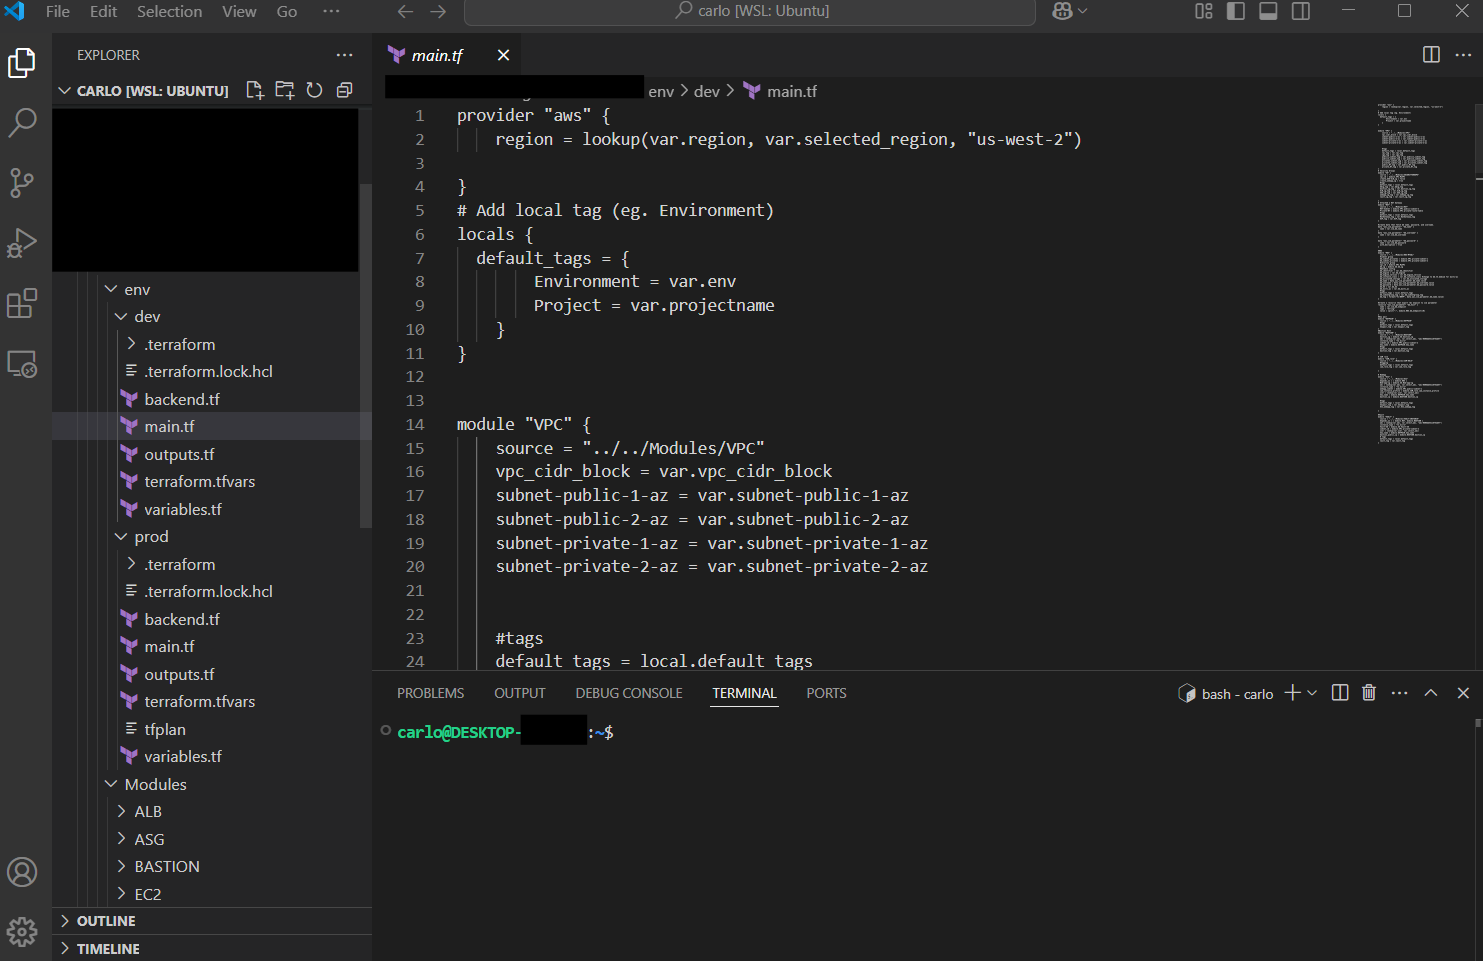 File Edit Selection View Go ··· carlo [WSL: Ubuntu]
EXPLORER ···
CARLO [WSL: UBUNTU]
env
dev
.terraform
.terraform.lock.hcl
backend.tf
main.tf
outputs.tf
terraform.tfvars
variables.tf
prod
.terraform
.terraform.lock.hcl
backend.tf
main.tf
outputs.tf
terraform.tfvars
tfplan
variables.tf
Modules
ALB
ASG
BASTION
EC2
OUTLINE
TIMELINE
main.tf
env > dev > main.tf
1 provider "aws" {
2 region = lookup(var.region, var.selected_region, "us-west-2")
3
4 }
5 # Add local tag (eg. Environment)
6 locals {
7 default_tags = {
8 Environment = var.env
9 Project = var.projectname
10 }
11 }
12
13
14 module "VPC" {
15 source = "../../Modules/VPC"
16 vpc_cidr_block = var.vpc_cidr_block
17 subnet-public-1-az = var.subnet-public-1-az
18 subnet-public-2-az = var.subnet-public-2-az
19 subnet-private-1-az = var.subnet-private-1-az
20 subnet-private-2-az = var.subnet-private-2-az
21
22
23 #tags
24 default_tags = local.default_tags
PROBLEMS OUTPUT DEBUG CONSOLE TERMINAL PORTS bash - carlo
carlo@DESKTOP- :~$